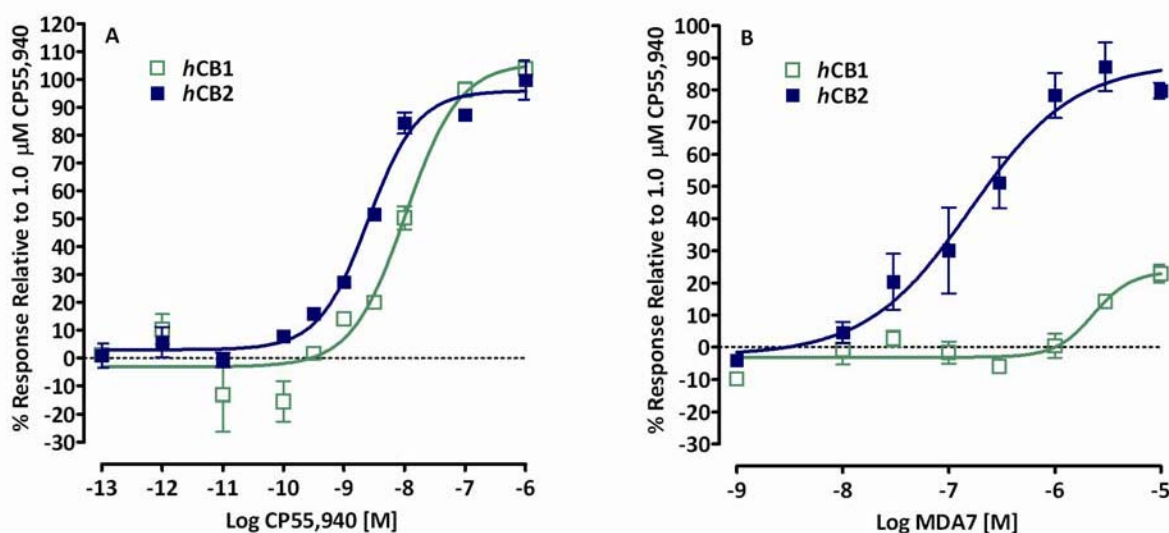 A
hCB1
hCB2
% Response Relative to 1.0 μM CP55,940
120
110
100
90
80
70
60
50
40
30
20
10
0
-10
-20
-30
-13 -12 -11 -10 -9 -8 -7 -6
Log CP55,940 [M]
B
hCB1
hCB2
% Response Relative to 1.0 μM CP55,940
100
90
80
70
60
50
40
30
20
10
0
-10
-20
-30
-9 -8 -7 -6 -5
Log MDA7 [M]